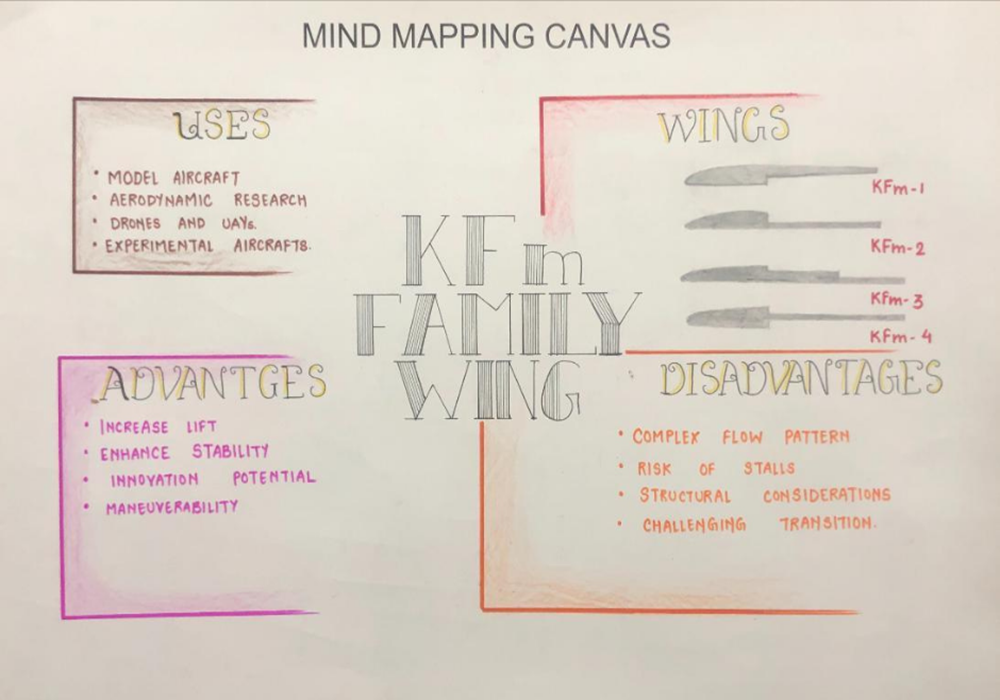 MIND MAPPING CANVAS
USES
• MODEL AIRCRAFT
• AERODYNAMIC RESEARCH
• DRONES AND UAYs.
• EXPERIMENTAL AIRCRAFTS.
WINGS
KFm-1
KFm-2
KFm-3
KFm-4
KFm
FAMILY
WING
ADVANTGES
• INCREASE LIFT
• ENHANCE STABILITY
• INNOVATION POTENTIAL
• MANEUVERABILITY
DISADVANTAGES
• COMPLEX FLOW PATTERN
• RISK OF STALLS
• STRUCTURAL CONSIDERATIONS
• CHALLENGING TRANSITION.